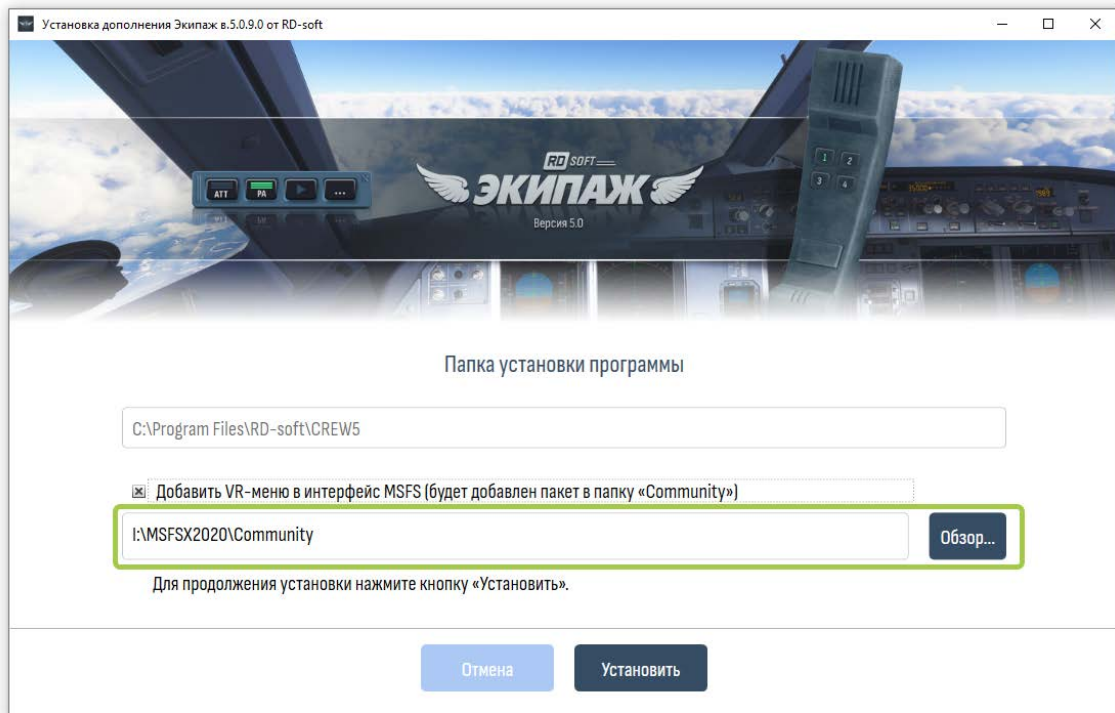 Установка дополнения Экипаж в.5.0.9.0 от RD-soft
RD SOFT
ЭКИПАЖ
Версия 5.0
ATT PA ...
1 2
3 4
Папка установки программы
C:\Program Files\RD-soft\CREW5
Добавить VR-меню в интерфейс MSFS (будет добавлен пакет в папку «Community»)
I:\MSFSX2020\Community
Обзор...
Для продолжения установки нажмите кнопку «Установить».
Отмена
Установить